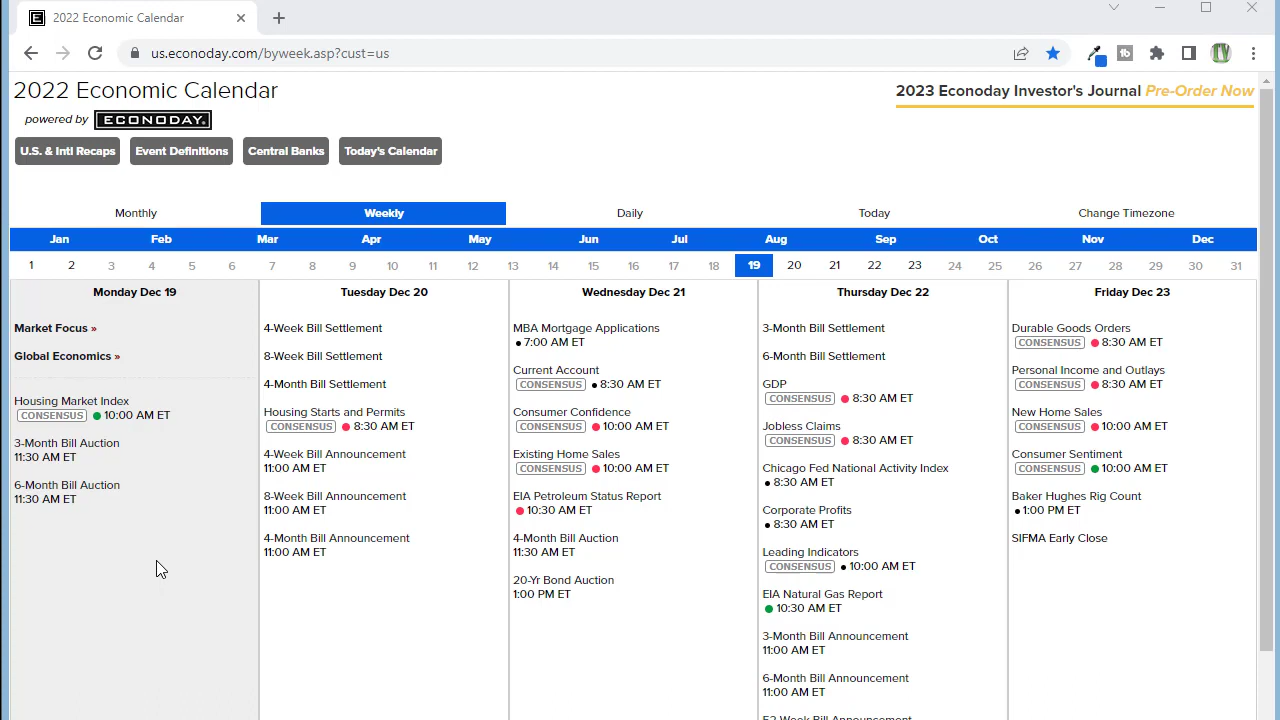 2022 Economic Calendar
us.econoday.com/byweek.asp?cust=us
2022 Economic Calendar
2023 Econoday Investor's Journal Pre-Order Now
powered by ECONODAY.
U.S. & Intl Recaps Event Definitions Central Banks Today's Calendar
Monthly Weekly Daily Today Change Timezone
Jan Feb Mar Apr May Jun Jul Aug Sep Oct Nov Dec
1 2 3 4 5 6 7 8 9 10 11 12 13 14 15 16 17 18 19 20 21 22 23 24 25 26 27 28 29 30 31
Monday Dec 19
Market Focus »
Global Economics »
Housing Market Index
CONSENSUS 10:00 AM ET
3-Month Bill Auction
11:30 AM ET
6-Month Bill Auction
11:30 AM ET
Tuesday Dec 20
4-Week Bill Settlement
8-Week Bill Settlement
4-Month Bill Settlement
Housing Starts and Permits
CONSENSUS 8:30 AM ET
4-Week Bill Announcement
11:00 AM ET
8-Week Bill Announcement
11:00 AM ET
4-Month Bill Announcement
11:00 AM ET
Wednesday Dec 21
MBA Mortgage Applications
7:00 AM ET
Current Account
CONSENSUS 8:30 AM ET
Consumer Confidence
CONSENSUS 10:00 AM ET
Existing Home Sales
CONSENSUS 10:00 AM ET
EIA Petroleum Status Report
10:30 AM ET
4-Month Bill Auction
11:30 AM ET
20-Yr Bond Auction
1:00 PM ET
Thursday Dec 22
3-Month Bill Settlement
6-Month Bill Settlement
GDP
CONSENSUS 8:30 AM ET
Jobless Claims
CONSENSUS 8:30 AM ET
Chicago Fed National Activity Index
8:30 AM ET
Corporate Profits
8:30 AM ET
Leading Indicators
CONSENSUS 10:00 AM ET
EIA Natural Gas Report
10:30 AM ET
3-Month Bill Announcement
11:00 AM ET
6-Month Bill Announcement
11:00 AM ET
Friday Dec 23
Durable Goods Orders
CONSENSUS 8:30 AM ET
Personal Income and Outlays
CONSENSUS 8:30 AM ET
New Home Sales
CONSENSUS 10:00 AM ET
Consumer Sentiment
CONSENSUS 10:00 AM ET
Baker Hughes Rig Count
1:00 PM ET
SIFMA Early Close